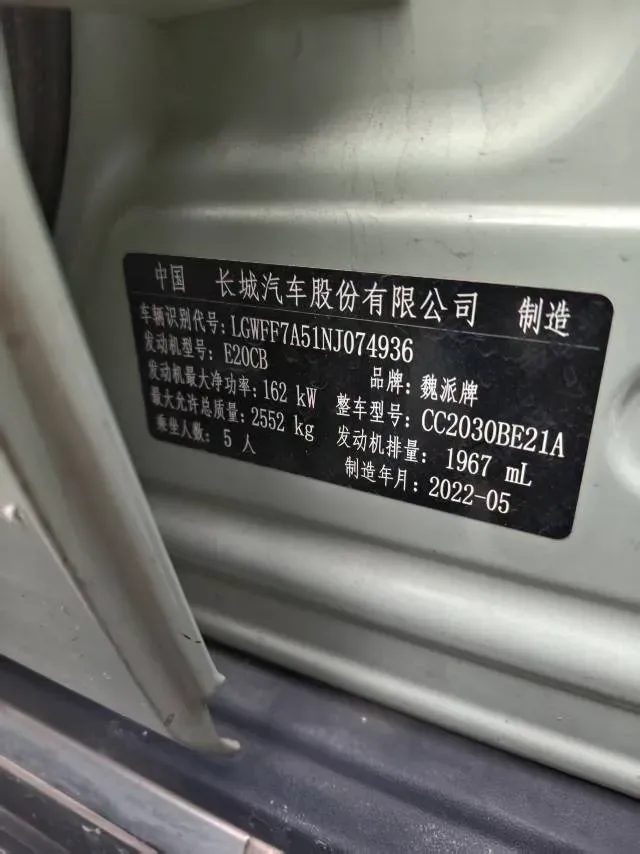 中国 长城汽车股份有限公司 制造
车辆识别代号: LGWFF7A51NJ074936
发动机型号: E20CB 品牌: 魏派牌
发动机最大净功率: 162 kW 整车型号: CC2030BE21A
最大允许总质量: 2552 kg 发动机排量: 1967 mL
乘坐人数: 5 人 制造年月: 2022-05